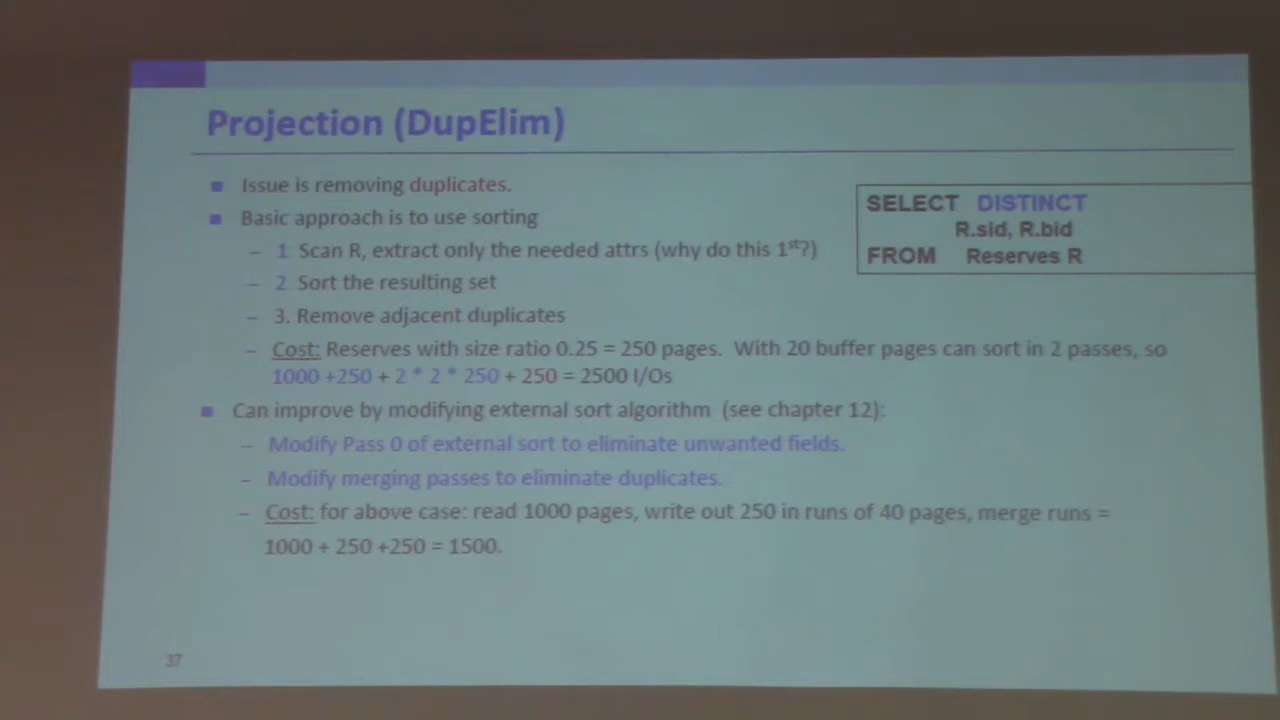 Projection (DupElim)
Issue is removing duplicates.
Basic approach is to use sorting
– 1. Scan R, extract only the needed attrs (why do this 1st?)
– 2. Sort the resulting set
– 3. Remove adjacent duplicates
– Cost: Reserves with size ratio 0.25 = 250 pages. With 20 buffer pages can sort in 2 passes, so
1000 +250 + 2 * 2 * 250 + 250 = 2500 I/Os
Can improve by modifying external sort algorithm (see chapter 12):
– Modify Pass 0 of external sort to eliminate unwanted fields.
– Modify merging passes to eliminate duplicates.
– Cost: for above case: read 1000 pages, write out 250 in runs of 40 pages, merge runs =
1000 + 250 +250 = 1500.
SELECT DISTINCT
R.sid, R.bid
FROM Reserves R
37